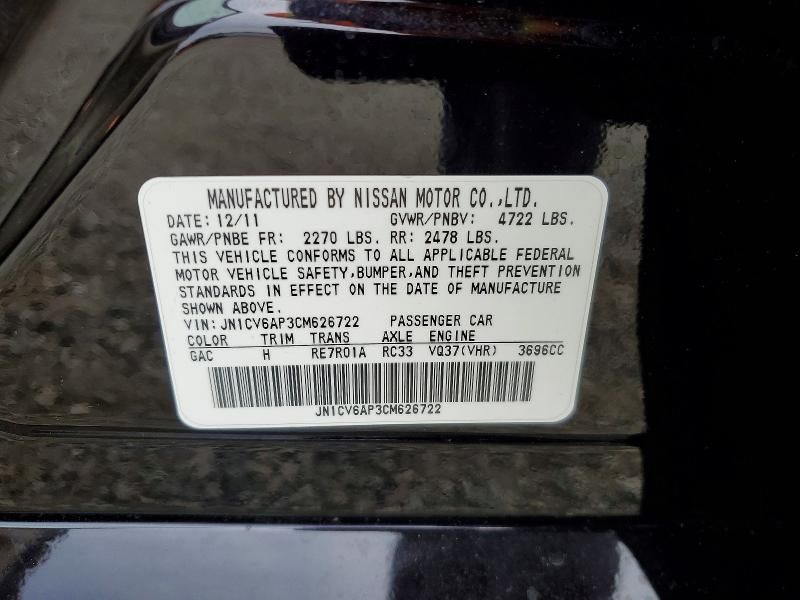 MANUFACTURED BY NISSAN MOTOR CO.,LTD.
DATE: 12/11 GVWR/PNBV: 4722 LBS.
GAWR/PNBE FR: 2270 LBS. RR: 2478 LBS.
THIS VEHICLE CONFORMS TO ALL APPLICABLE FEDERAL
MOTOR VEHICLE SAFETY,BUMPER,AND THEFT PREVENTION
STANDARDS IN EFFECT ON THE DATE OF MANUFACTURE
SHOWN ABOVE.
VIN: JN1CV6AP3CM626722 PASSENGER CAR
COLOR TRIM TRANS AXLE ENGINE
GAC H RE7R01A RC33 VQ37(VHR) 3696CC
JN1CV6AP3CM626722